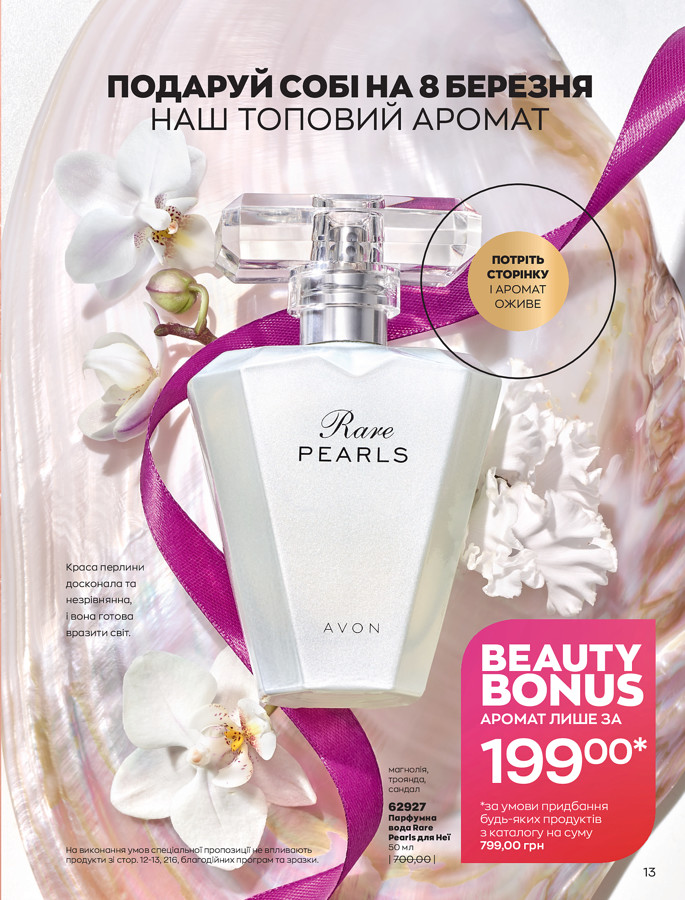 ПОДАРУЙ СОБІ НА 8 БЕРЕЗНЯ
НАШ ТОПОВИЙ АРОМАТ
ПОТРІТЬ
СТОРІНКУ
І АРОМАТ
ОЖИВЕ
Rare
PEARLS
AVON
Краса перлини
досконала та
незрівнянна,
і вона готова
вразити світ.
BEAUTY
BONUS
АРОМАТ ЛИШЕ ЗА
199⁰⁰*
*за умови придбання
будь-яких продуктів
з каталогу на суму
799,00 грн
магнолія,
троянда,
сандал
62927
Парфумна
вода Rare
Pearls для Неї
50 мл
| 700,00 |
На виконання умов спеціальної пропозиції не впливають
продукти зі стор. 12-13, 216, благодійних програм та зразки.
13